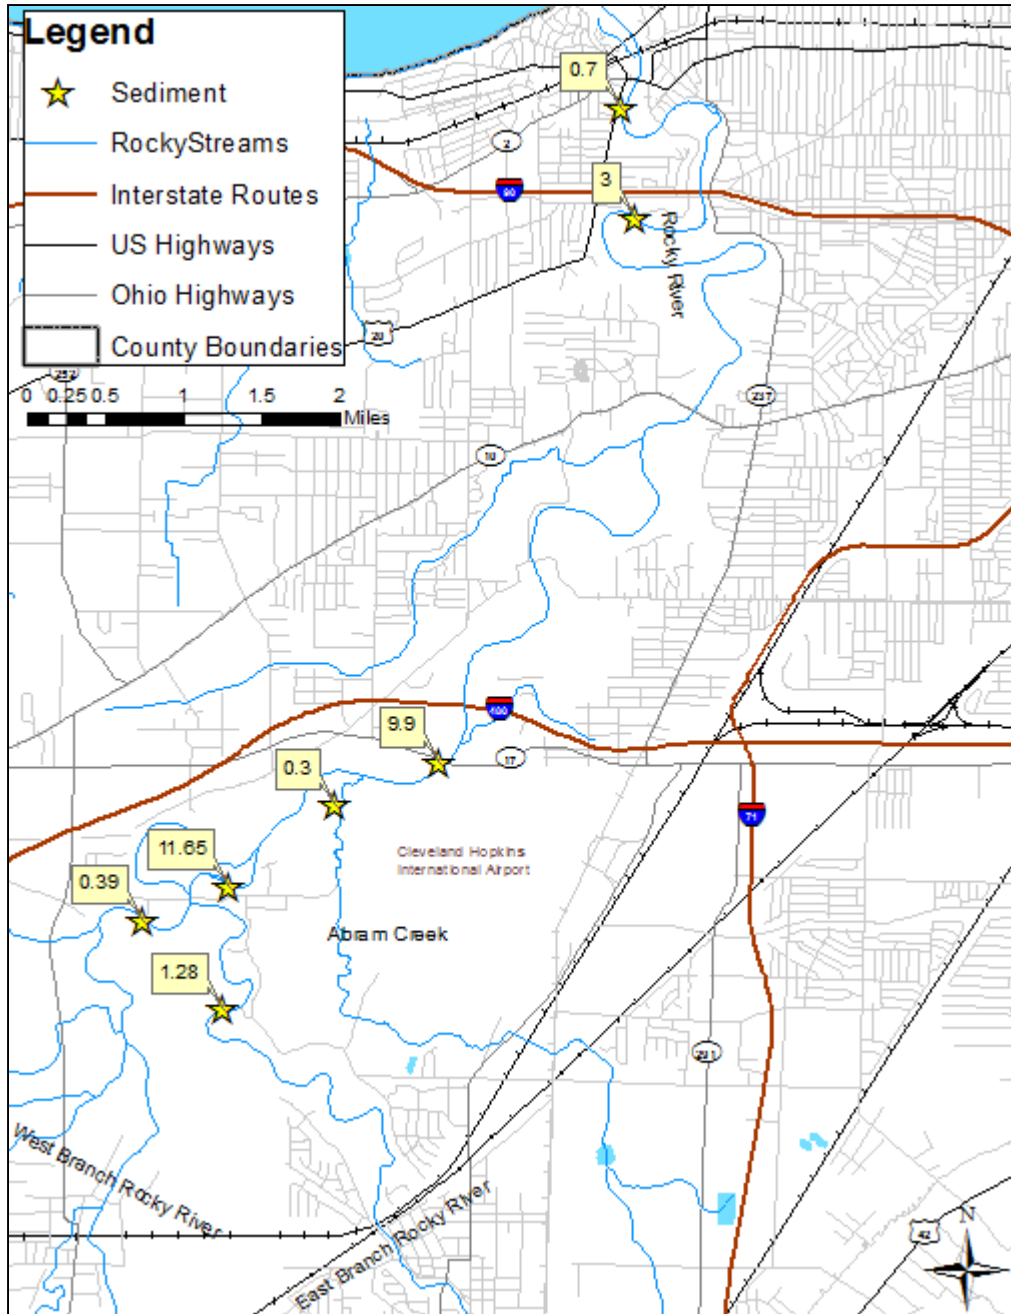 Legend
Sediment
RockyStreams
Interstate Routes
US Highways
Ohio Highways
County Boundaries
0 0.25 0.5 1 1.5 2
Miles
0.7
2
90
3
Rocky River
20
252
237
10
9.9
480
17
0.3
71
11.65
Cleveland Hopkins
International Airport
0.39
Abram Creek
1.28
291
West Branch Rocky River
East Branch Rocky River
42
N